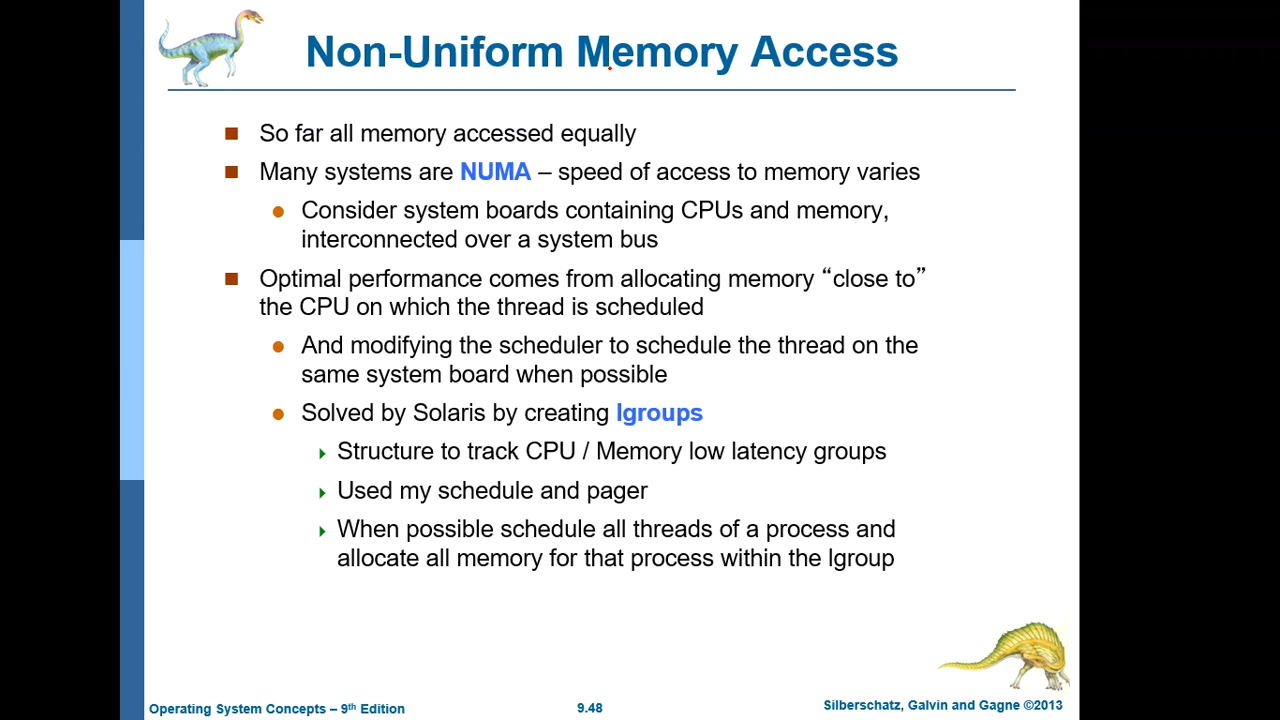 Non-Uniform Memory Access
So far all memory accessed equally
Many systems are NUMA – speed of access to memory varies
Consider system boards containing CPUs and memory,
interconnected over a system bus
Optimal performance comes from allocating memory “close to”
the CPU on which the thread is scheduled
And modifying the scheduler to schedule the thread on the
same system board when possible
Solved by Solaris by creating lgroups
Structure to track CPU / Memory low latency groups
Used my schedule and pager
When possible schedule all threads of a process and
allocate all memory for that process within the lgroup
Operating System Concepts – 9th Edition
9.48
Silberschatz, Galvin and Gagne ©2013